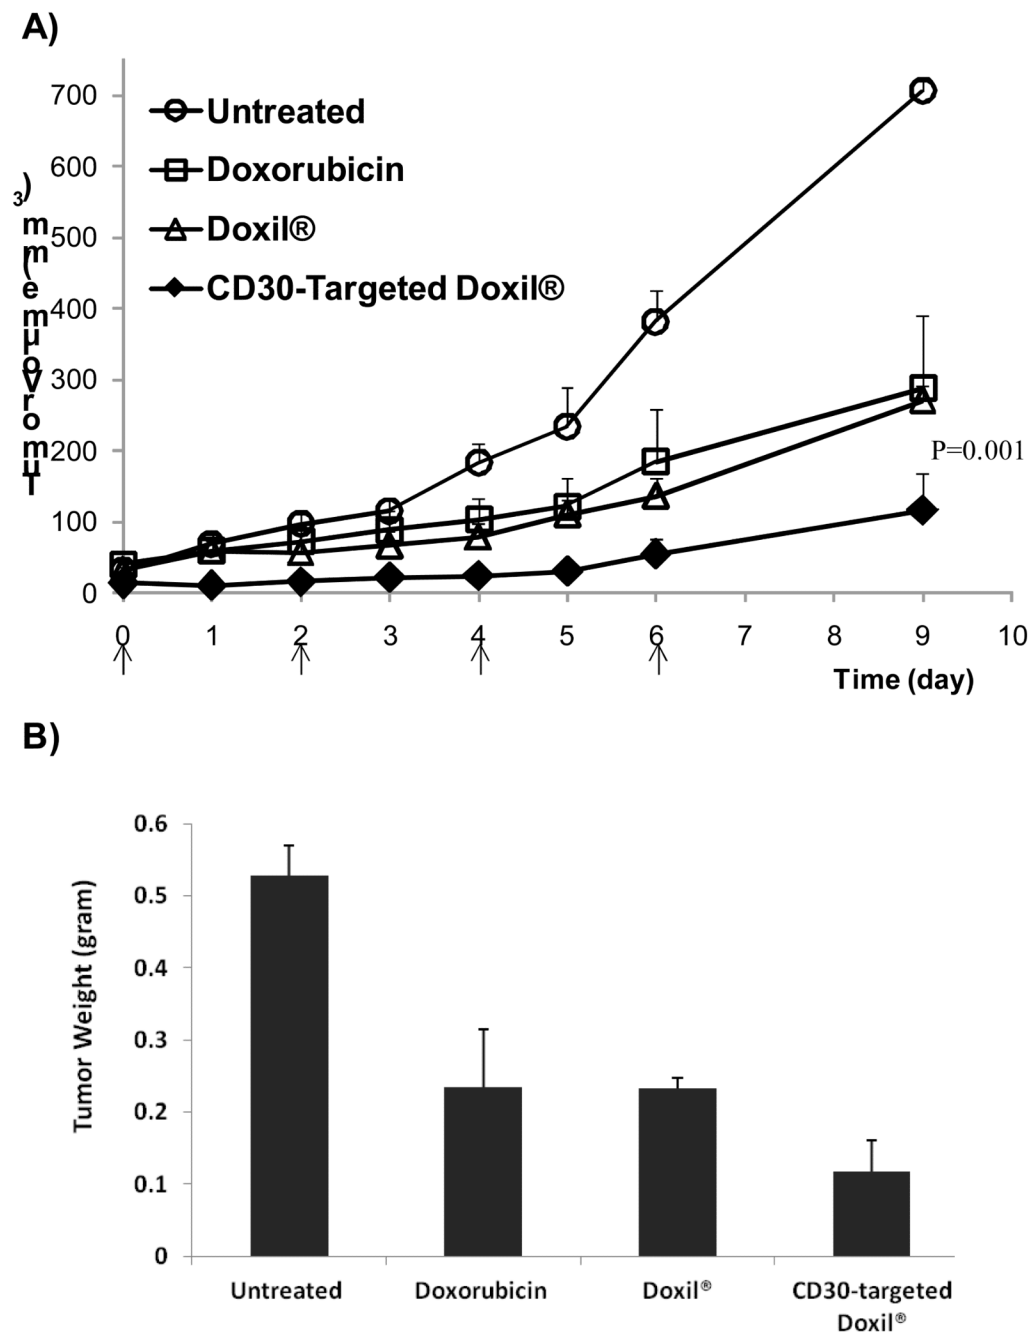 A)
Tumor Volume (mm3)
700
600
500
400
300
200
100
0
Untreated
Doxorubicin
Doxil®
CD30-Targeted Doxil®
P=0.001
0 1 2 3 4 5 6 7 8 9 10
Time (day)
B)
Tumor Weight (gram)
0.6
0.5
0.4
0.3
0.2
0.1
0
Untreated Doxorubicin Doxil® CD30-targeted
Doxil®